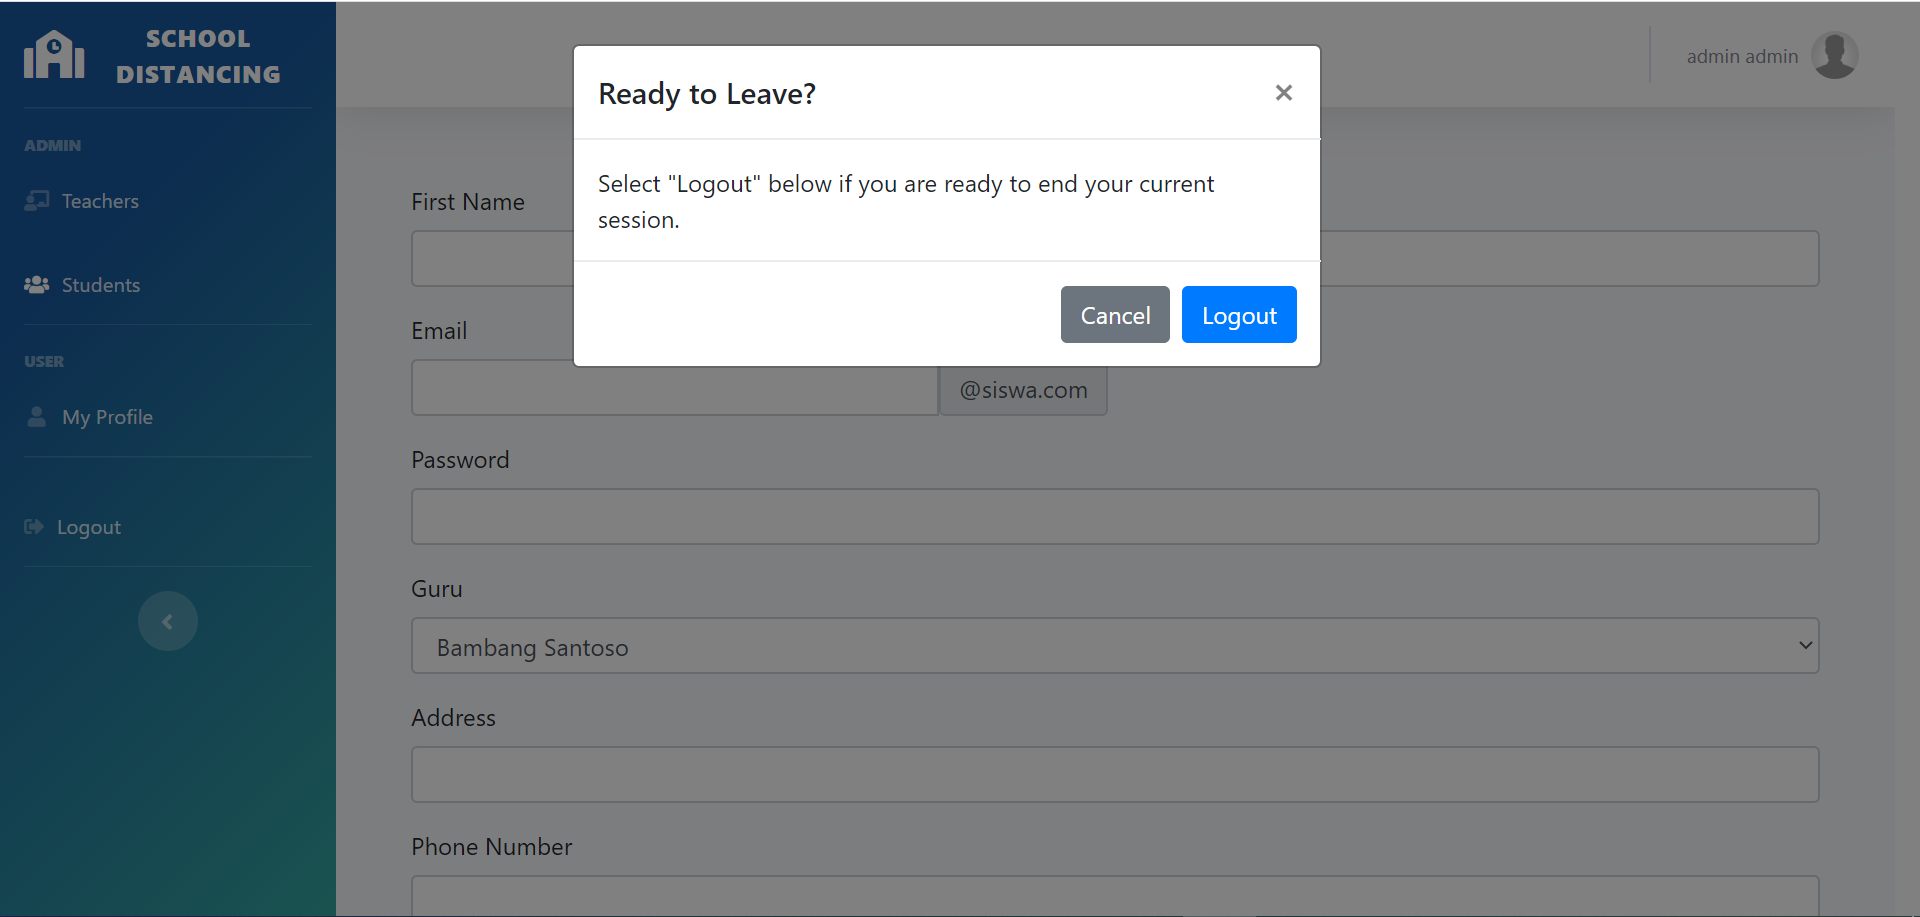 SCHOOL
DISTANCING
ADMIN
Teachers
Students
USER
My Profile
Logout
admin admin
Ready to Leave?
×
Select "Logout" below if you are ready to end your current
session.
Cancel
Logout
First Name
Email
@siswa.com
Password
Guru
Bambang Santoso
Address
Phone Number